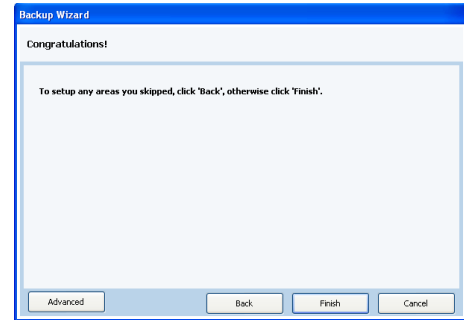 Backup Wizard
Congratulations!
To setup any areas you skipped, click 'Back', otherwise click 'Finish'.
Advanced
Back
Finish
Cancel